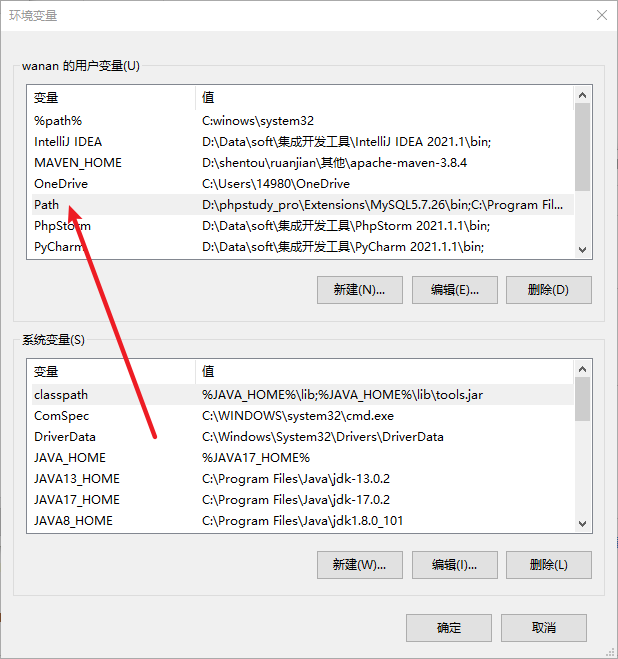 环境变量
wanan 的用户变量(U)
变量 值
%path% C:winows\system32
IntelliJ IDEA D:\Data\soft\集成开发工具\IntelliJ IDEA 2021.1\bin;
MAVEN_HOME D:\shentou\ruanjian\其他\apache-maven-3.8.4
OneDrive C:\Users\14980\OneDrive
Path D:\phpstudy_pro\Extensions\MySQL5.7.26\bin;C:\Program Fil...
PhpStorm D:\Data\soft\集成开发工具\PhpStorm 2021.1.1\bin;
PyCharm D:\Data\soft\集成开发工具\PyCharm 2021.1.1\bin;
新建(N)... 编辑(E)... 删除(D)
系统变量(S)
变量 值
classpath %JAVA_HOME%\lib;%JAVA_HOME%\lib\tools.jar
ComSpec C:\WINDOWS\system32\cmd.exe
DriverData C:\Windows\System32\Drivers\DriverData
JAVA_HOME %JAVA17_HOME%
JAVA13_HOME C:\Program Files\Java\jdk-13.0.2
JAVA17_HOME C:\Program Files\Java\jdk-17.0.2
JAVA8_HOME C:\Program Files\Java\jdk1.8.0_101
新建(W)... 编辑(I)... 删除(L)
确定 取消